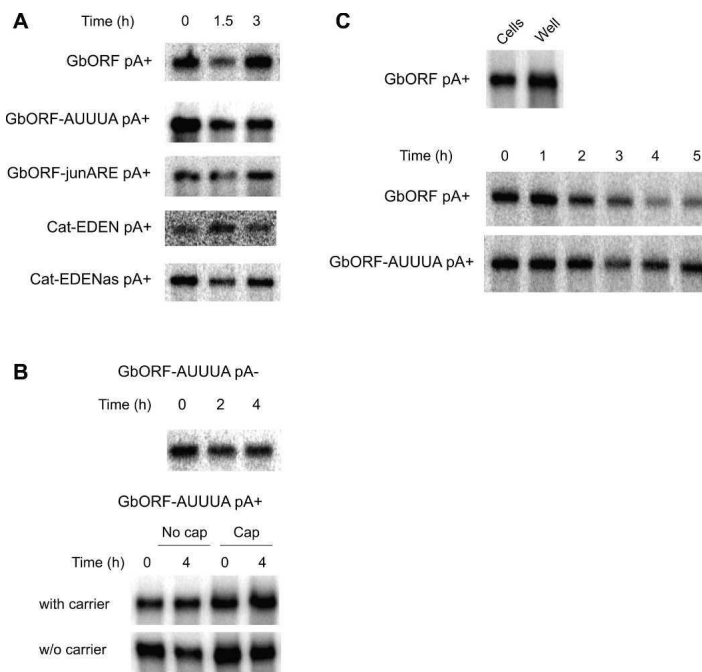 A
Time (h) 0 1.5 3
GbORF pA+
GbORF-AUUUA pA+
GbORF-junARE pA+
Cat-EDEN pA+
Cat-EDENas pA+
B
GbORF-AUUUA pA-
Time (h) 0 2 4
GbORF-AUUUA pA+
No cap Cap
Time (h) 0 4 0 4
with carrier
w/o carrier
C
Cells Well
GbORF pA+
Time (h) 0 1 2 3 4 5
GbORF pA+
GbORF-AUUUA pA+